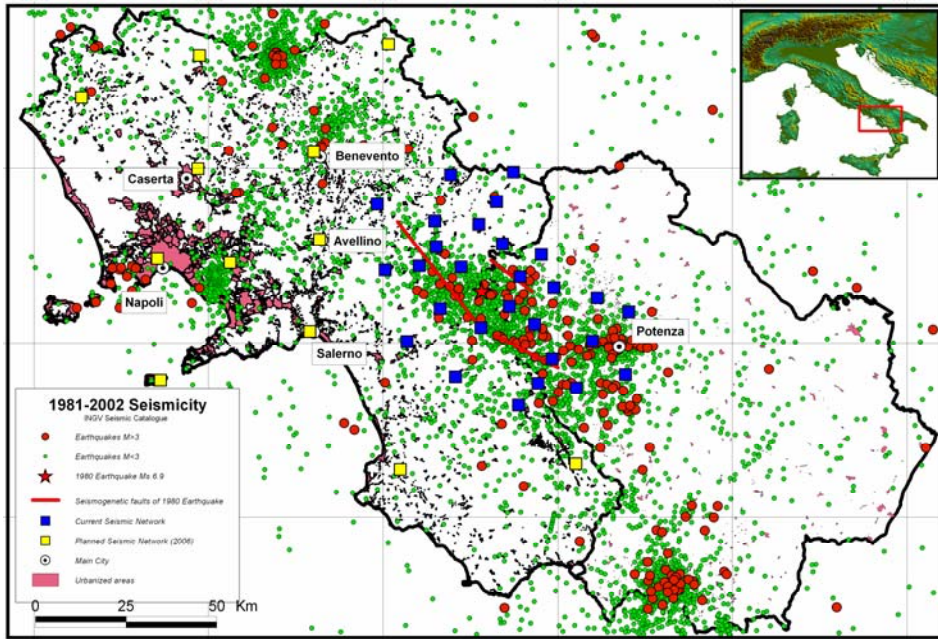 Benevento
Caserta
Avellino
Napoli
Potenza
Salerno
1981-2002 Seismicity
INGV Seismic Catalogue
Earthquakes M>3
Earthquakes M<3
1980 Earthquake Ms 6.9
Seismogenetic faults of 1980 Earthquake
Current Seismic Network
Planned Seismic Network (2006)
Main City
Urbanized areas
0 25 50 Km